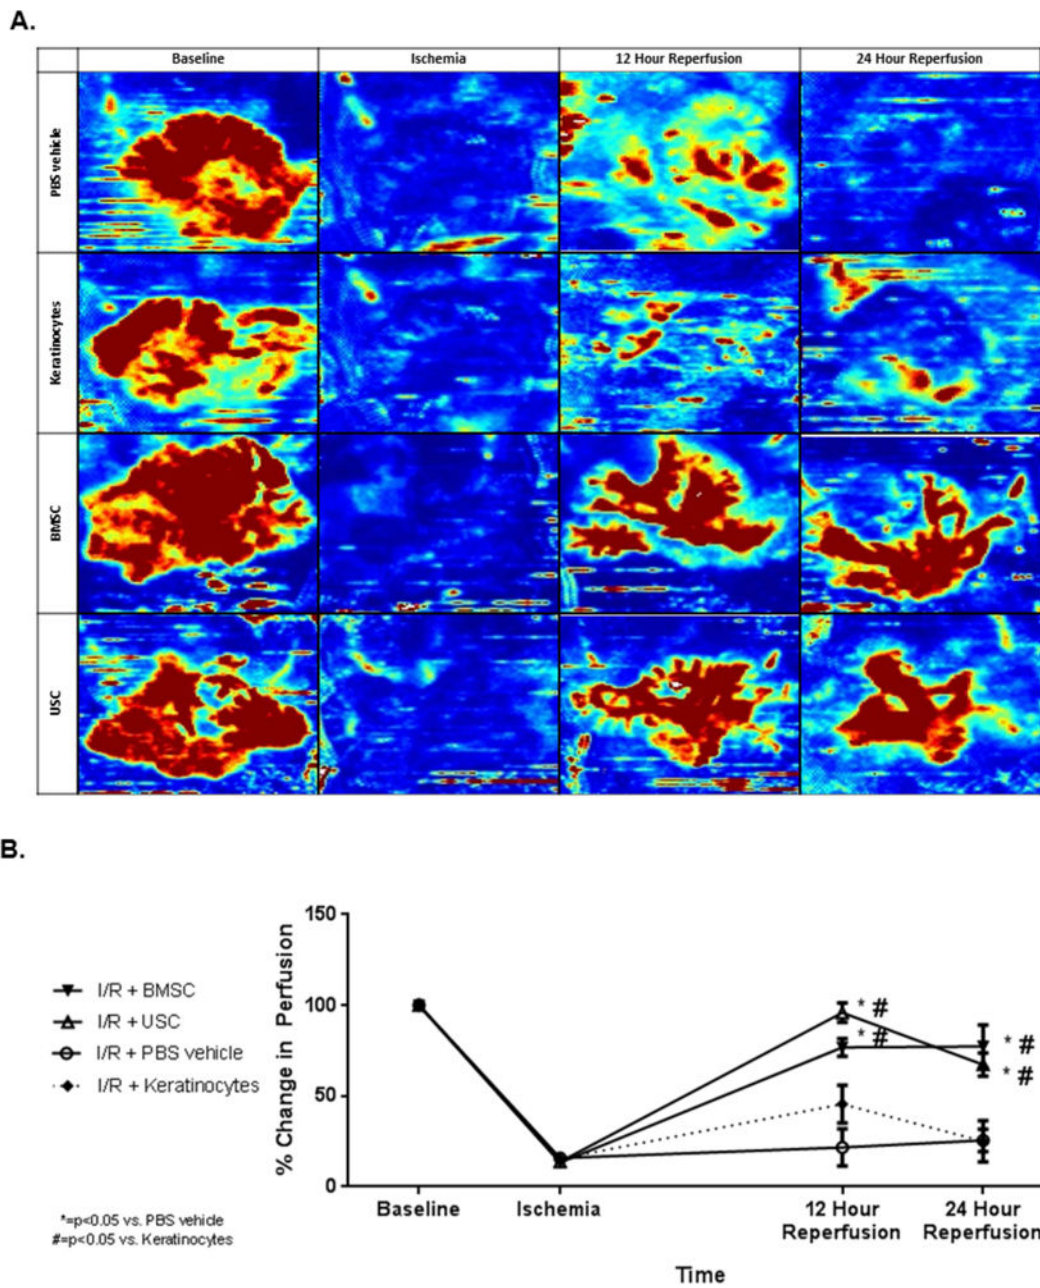 A.
Baseline Ischemia 12 Hour Reperfusion 24 Hour Reperfusion
PBS vehicle
Keratinocytes
BMSC
USC
B.
% Change in Perfusion
150
100
50
0
I/R + BMSC
I/R + USC
I/R + PBS vehicle
I/R + Keratinocytes
* #
* #
* #
* #
Baseline Ischemia 12 Hour Reperfusion 24 Hour Reperfusion
Time
*=p<0.05 vs. PBS vehicle
#=p<0.05 vs. Keratinocytes